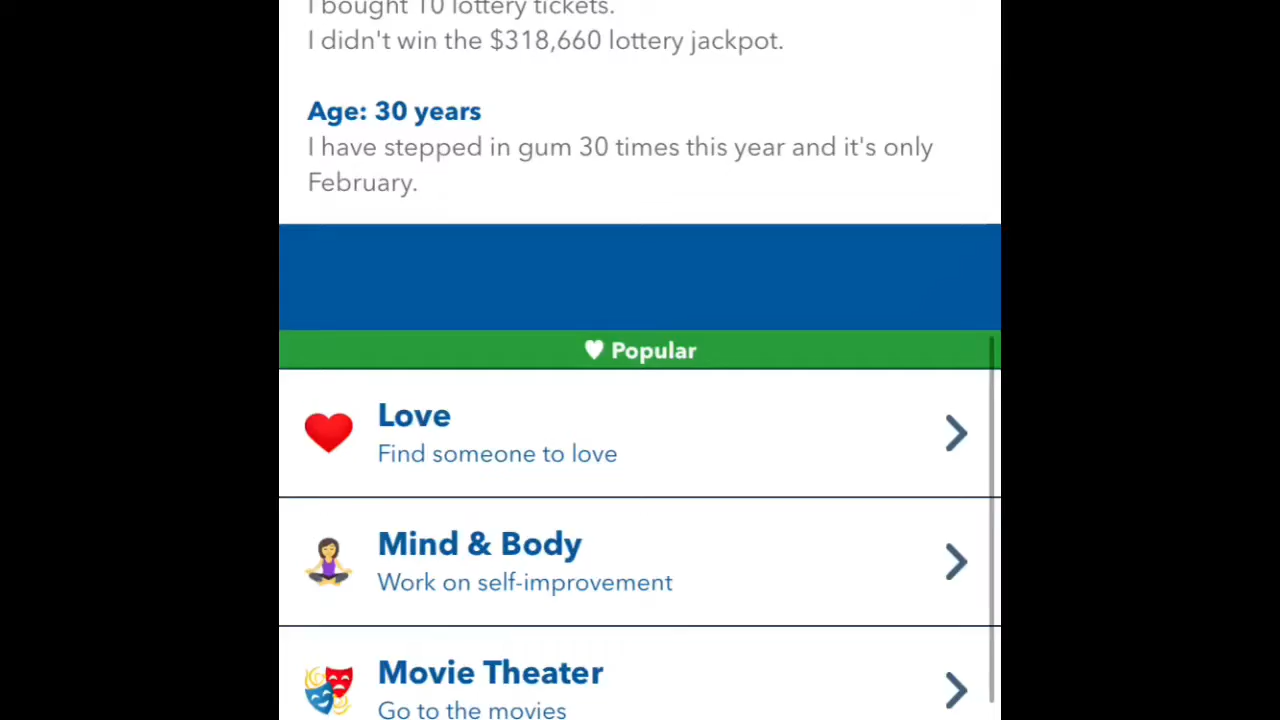 I bought 10 lottery tickets.
I didn't win the $318,660 lottery jackpot.
Age: 30 years
I have stepped in gum 30 times this year and it's only
February.
Popular
Love
Find someone to love
Mind & Body
Work on self-improvement
Movie Theater
Go to the movies